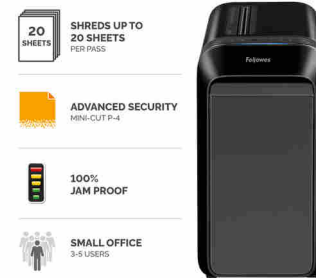 20
SHEETS
SHREDS UP TO
20 SHEETS
PER PASS
ADVANCED SECURITY
MINI-CUT P-4
100%
JAM PROOF
SMALL OFFICE
3-5 USERS
Fellowes